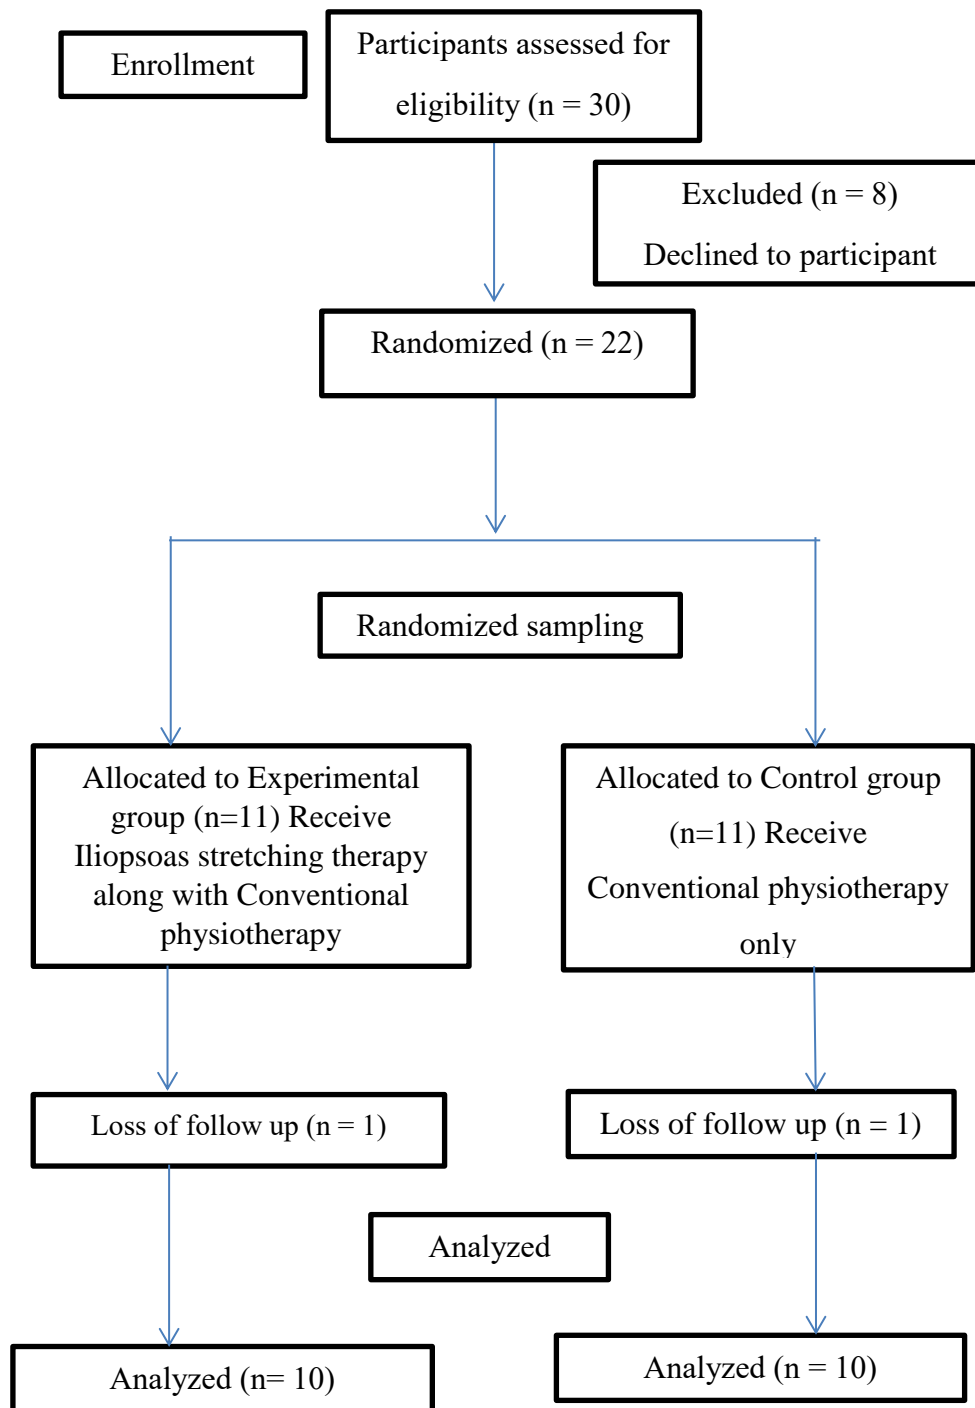 Enrollment
Participants assessed for
eligibility (n = 30)
Excluded (n = 8)
Declined to participant
Randomized (n = 22)
Randomized sampling
Allocated to Experimental
group (n=11) Receive
Iliopsoas stretching therapy
along with Conventional
physiotherapy
Allocated to Control group
(n=11) Receive
Conventional physiotherapy
only
Loss of follow up (n = 1)
Loss of follow up (n = 1)
Analyzed
Analyzed (n= 10)
Analyzed (n = 10)